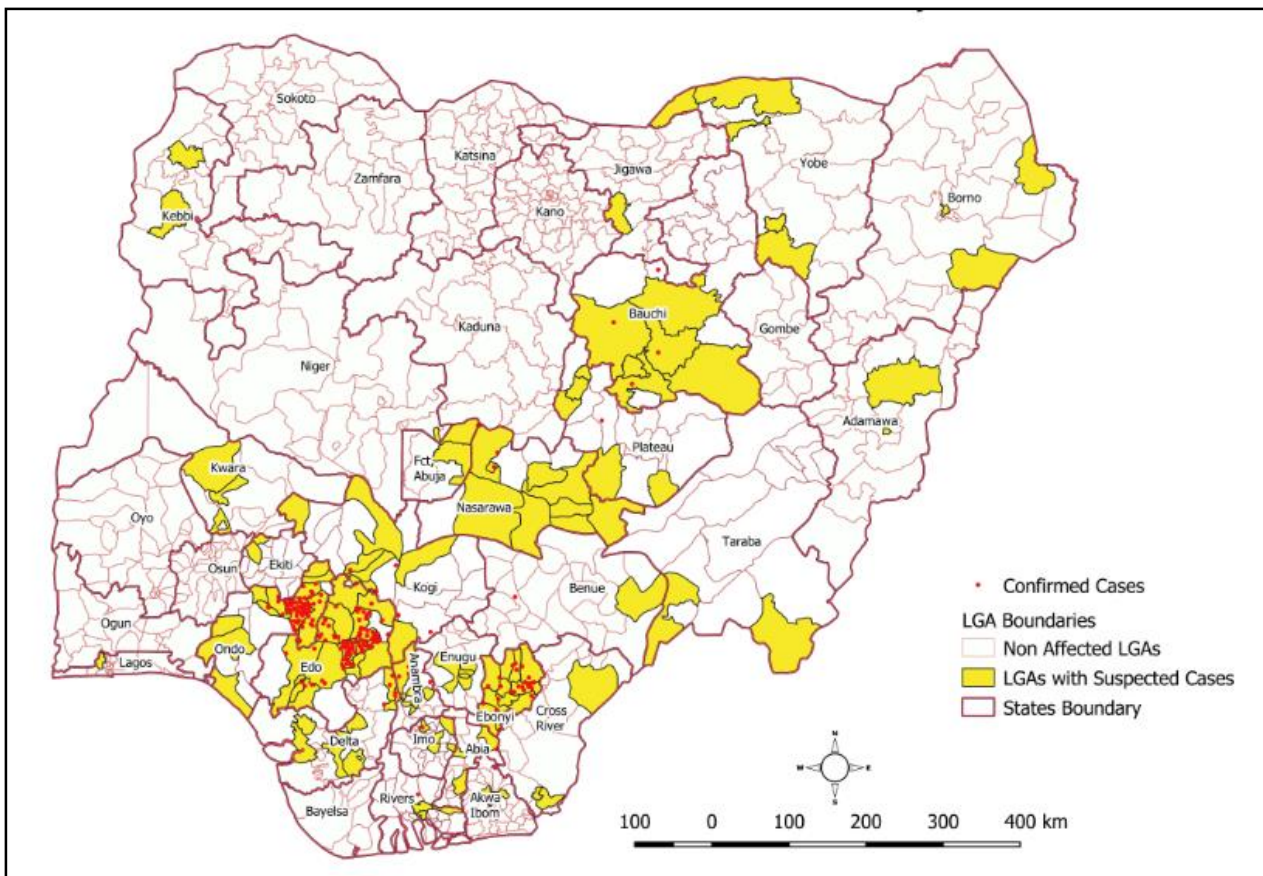 Sokoto
Katsina
Zamfara
Jigawa
Yobe
Kebbi
Kano
Borno
Bauchi
Kaduna
Gombe
Niger
Adamawa
Plateau
Kwara
Fct,
Abuja
Nasarawa
Oyo
Taraba
Osun
Ekiti
Kogi
Benue
Ogun
Ondo
Lagos
Edo
Enugu
Anambra
Ebonyi
Cross
River
Delta
Imo
Abia
Bayelsa
Rivers
Akwa
Ibom
Confirmed Cases
LGA Boundaries
Non Affected LGAs
LGAs with Suspected Cases
States Boundary
N
W
E
S
100 0 100 200 300 400 km